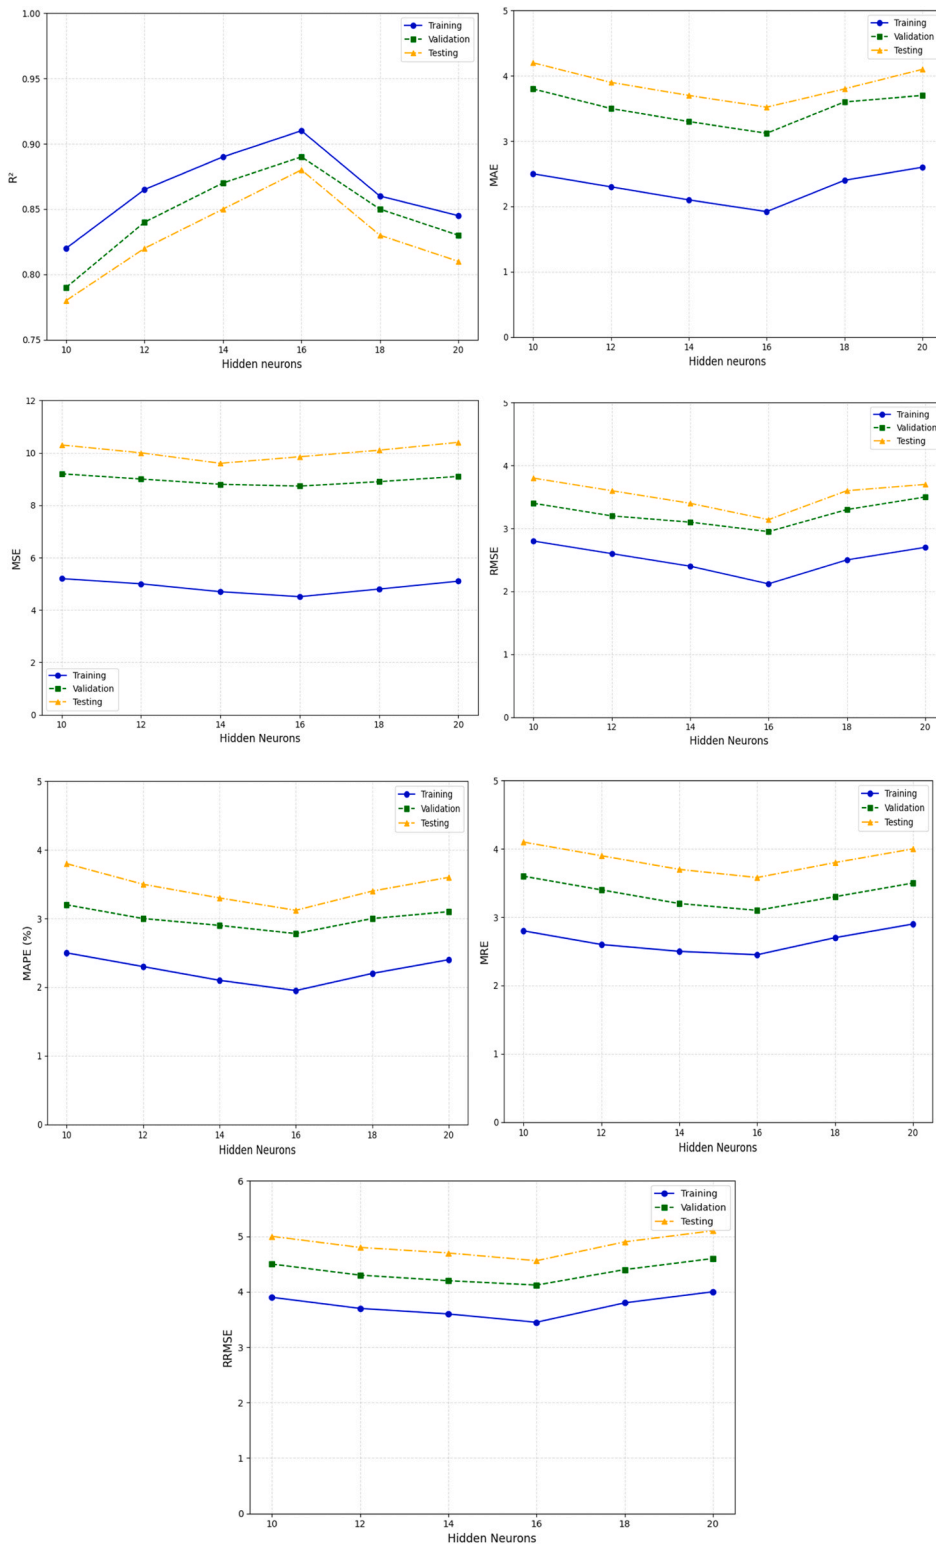 1.00
0.95
0.90
0.85
0.80
0.75
R²
10 12 14 16 18 20
Hidden neurons
Training
Validation
Testing
5
4
3
2
1
0
MAE
10 12 14 16 18 20
Hidden neurons
Training
Validation
Testing
12
10
8
6
4
2
0
MSE
10 12 14 16 18 20
Hidden Neurons
Training
Validation
Testing
5
4
3
2
1
0
RMSE
10 12 14 16 18 20
Hidden Neurons
Training
Validation
Testing
5
4
3
2
1
0
MAPE (%)
10 12 14 16 18 20
Hidden Neurons
Training
Validation
Testing
5
4
3
2
1
0
MRE
10 12 14 16 18 20
Hidden Neurons
Training
Validation
Testing
6
5
4
3
2
1
0
RRMSE
10 12 14 16 18 20
Hidden Neurons
Training
Validation
Testing